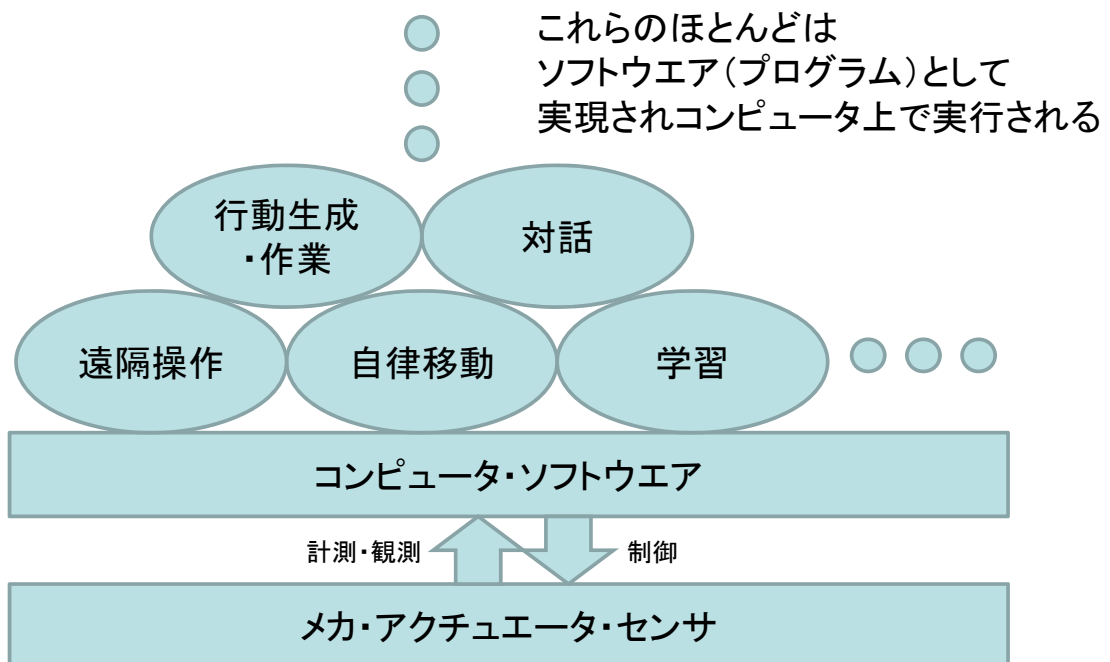 これらのほとんどは
ソフトウエア(プログラム)として
実現されコンピュータ上で実行される
行動生成
・作業
対話
遠隔操作
自律移動
学習
コンピュータ・ソフトウエア
計測・観測
制御
メカ・アクチュエータ・センサ